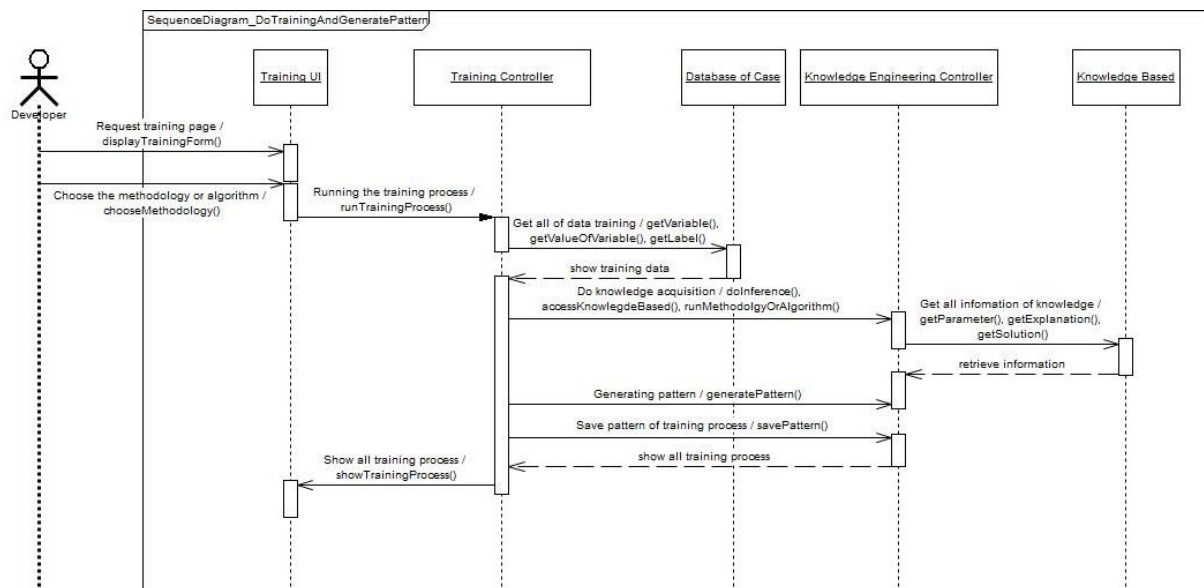 SequenceDiagram_DoTrainingAndGeneratePattern
Training UI
Training Controller
Database of Case
Knowledge Engineering Controller
Knowledge Based
Developer
Request training page /
displayTrainingForm()
Choose the methodology or algorithm /
chooseMethodology()
Running the training process /
runTrainingProcess()
Get all of data training / getVariable(),
getValueOfVariable(), getLabel()
show training data
Do knowledge acquisition / doInference(),
accessKnowlegdeBased(), runMethodolgyOrAlgorithm()
Get all infomation of knowledge /
getParameter(), getExplanation(),
getSolution()
retrieve information
Generating pattern / generatePattern()
Save pattern of training process / savePattern()
show all training process
Show all training process /
showTrainingProcess()